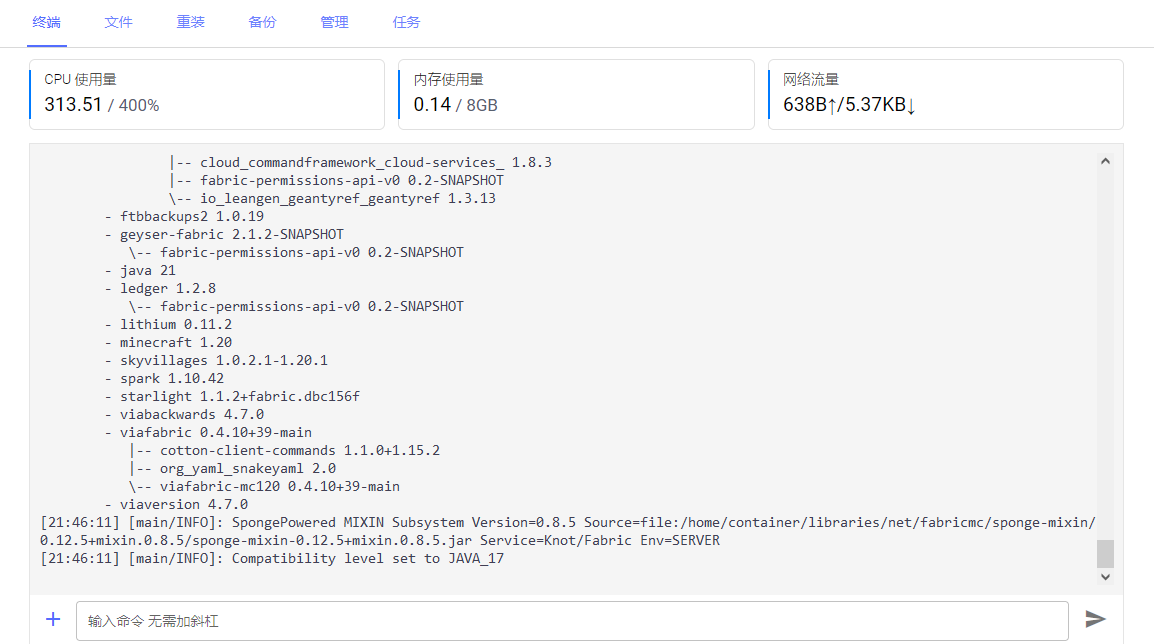 终端 文件 重装 备份 管理 任务
CPU 使用量 内存使用量 网络流量
313.51 / 400% 0.14 / 8GB 638B↑/5.37KB↓
|-- cloud_commandframework_cloud-services_ 1.8.3
|-- fabric-permissions-api-v0 0.2-SNAPSHOT
\-- io_leangen_geantyref_geantyref 1.3.13
- ftbbackups2 1.0.19
- geyser-fabric 2.1.2-SNAPSHOT
\-- fabric-permissions-api-v0 0.2-SNAPSHOT
- java 21
- ledger 1.2.8
\-- fabric-permissions-api-v0 0.2-SNAPSHOT
- lithium 0.11.2
- minecraft 1.20
- skyvillages 1.0.2.1-1.20.1
- spark 1.10.42
- starlight 1.1.2+fabric.dbc156f
- viabackwards 4.7.0
- viafabric 0.4.10+39-main
|-- cotton-client-commands 1.1.0+1.15.2
|-- org_yaml_snakeyaml 2.0
\-- viafabric-mc120 0.4.10+39-main
- viaversion 4.7.0
[21:46:11] [main/INFO]: SpongePowered MIXIN Subsystem Version=0.8.5 Source=file:/home/container/libraries/net/fabricmc/sponge-mixin/
0.12.5+mixin.0.8.5/sponge-mixin-0.12.5+mixin.0.8.5.jar Service=Knot/Fabric Env=SERVER
[21:46:11] [main/INFO]: Compatibility level set to JAVA_17
输入命令 无需加斜杠